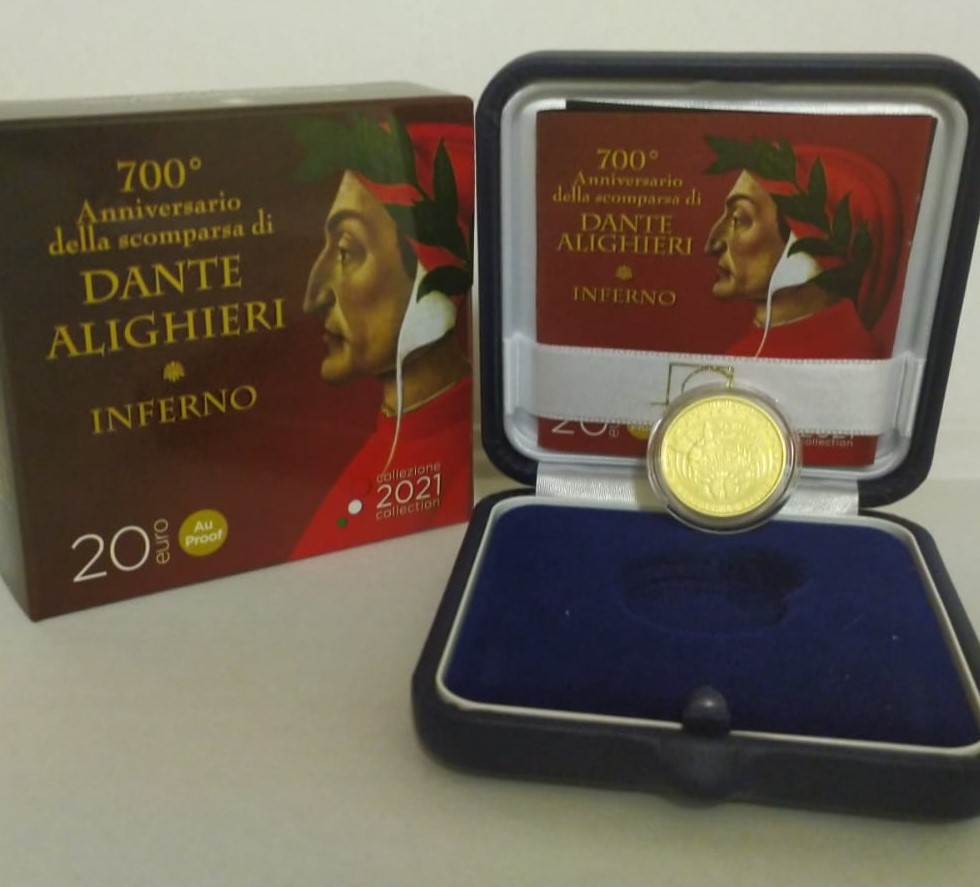 700°
Anniversario
della scomparsa di
DANTE
ALIGHIERI
INFERNO
collezione
2021
collection
20 euro
Au
Proof
700°
Anniversario
della scomparsa di
DANTE
ALIGHIERI
INFERNO
20
collection